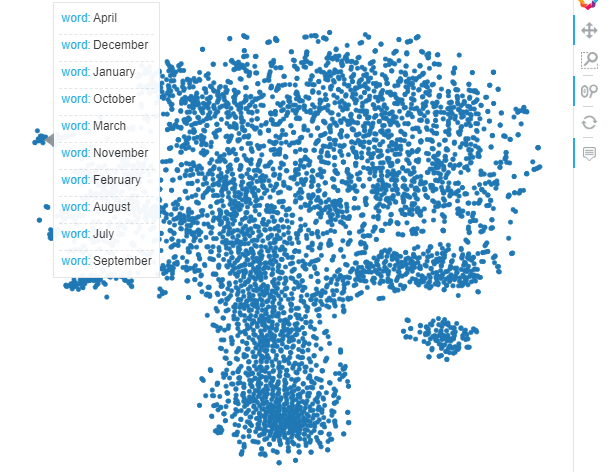 word: April
word: December
word: January
word: October
word: March
word: November
word: February
word: August
word: July
word: September